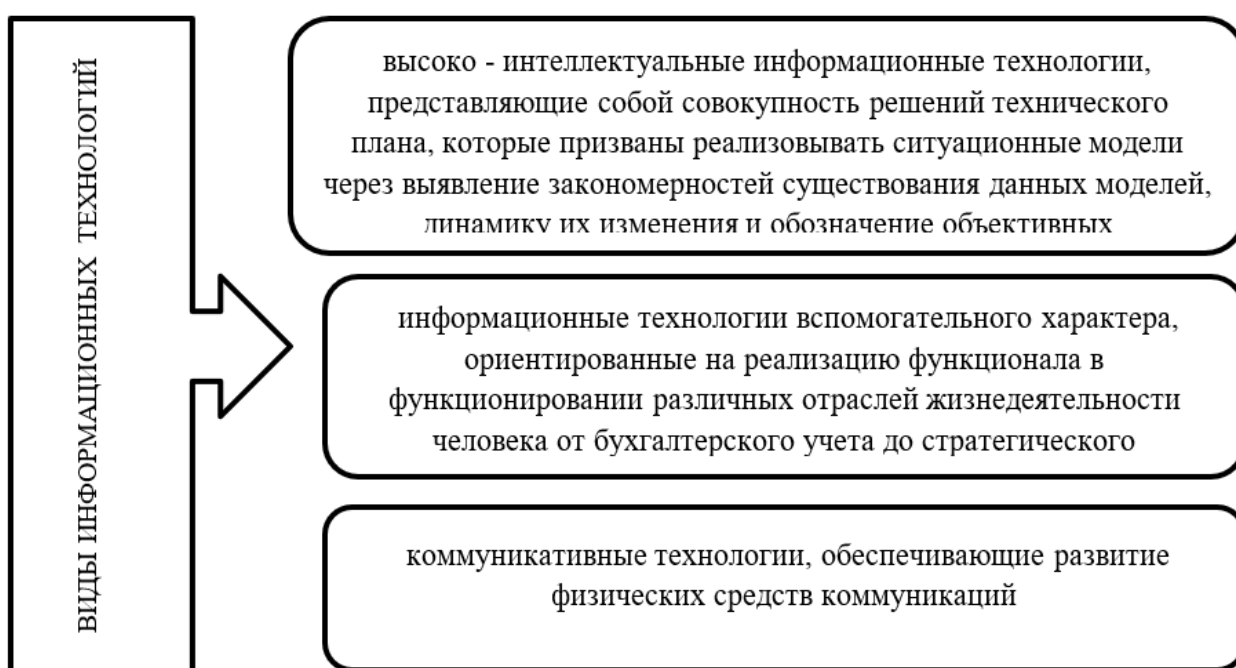 ВИДЫ ИНФОРМАЦИОННЫХ ТЕХНОЛОГИЙ
высоко - интеллектуальные информационные технологии,
представляющие собой совокупность решений технического
плана, которые призваны реализовывать ситуационные модели
через выявление закономерностей существования данных моделей,
динамику их изменения и обозначение объективных
информационные технологии вспомогательного характера,
ориентированные на реализацию функционала в
функционировании различных отраслей жизнедеятельности
человека от бухгалтерского учета до стратегического
коммуникативные технологии, обеспечивающие развитие
физических средств коммуникаций